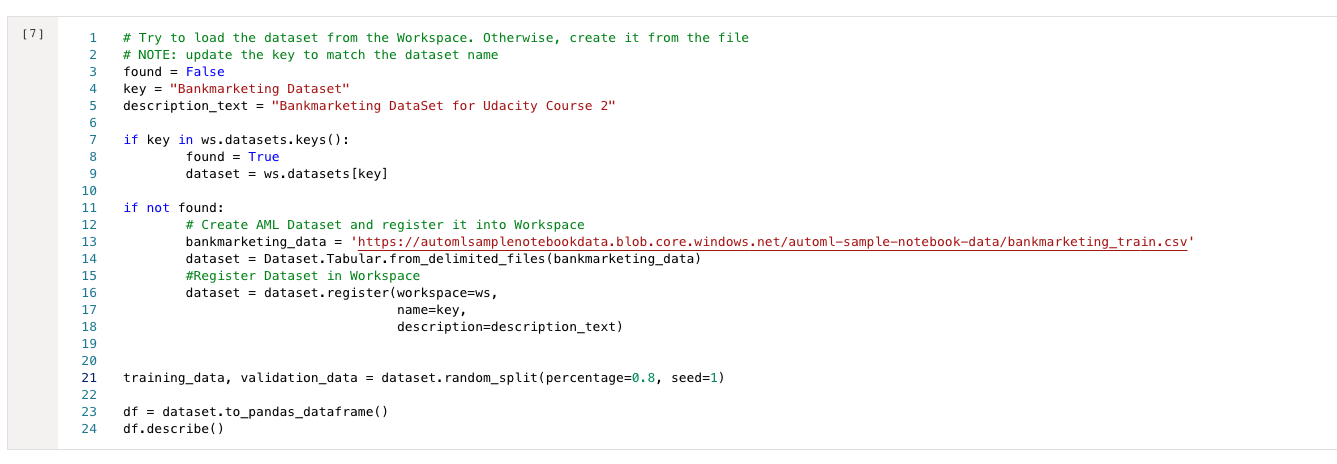 [7]
1 # Try to load the dataset from the Workspace. Otherwise, create it from the file
2 # NOTE: update the key to match the dataset name
3 found = False
4 key = "Bankmarketing Dataset"
5 description_text = "Bankmarketing DataSet for Udacity Course 2"
6
7 if key in ws.datasets.keys():
8         found = True
9         dataset = ws.datasets[key]
10
11 if not found:
12         # Create AML Dataset and register it into Workspace
13         bankmarketing_data = 'https://automlsamplenotebookdata.blob.core.windows.net/automl-sample-notebook-data/bankmarketing_train.csv'
14         dataset = Dataset.Tabular.from_delimited_files(bankmarketing_data)
15         #Register Dataset in Workspace
16         dataset = dataset.register(workspace=ws,
17                                    name=key,
18                                    description=description_text)
19
20
21 training_data, validation_data = dataset.random_split(percentage=0.8, seed=1)
22
23 df = dataset.to_pandas_dataframe()
24 df.describe()